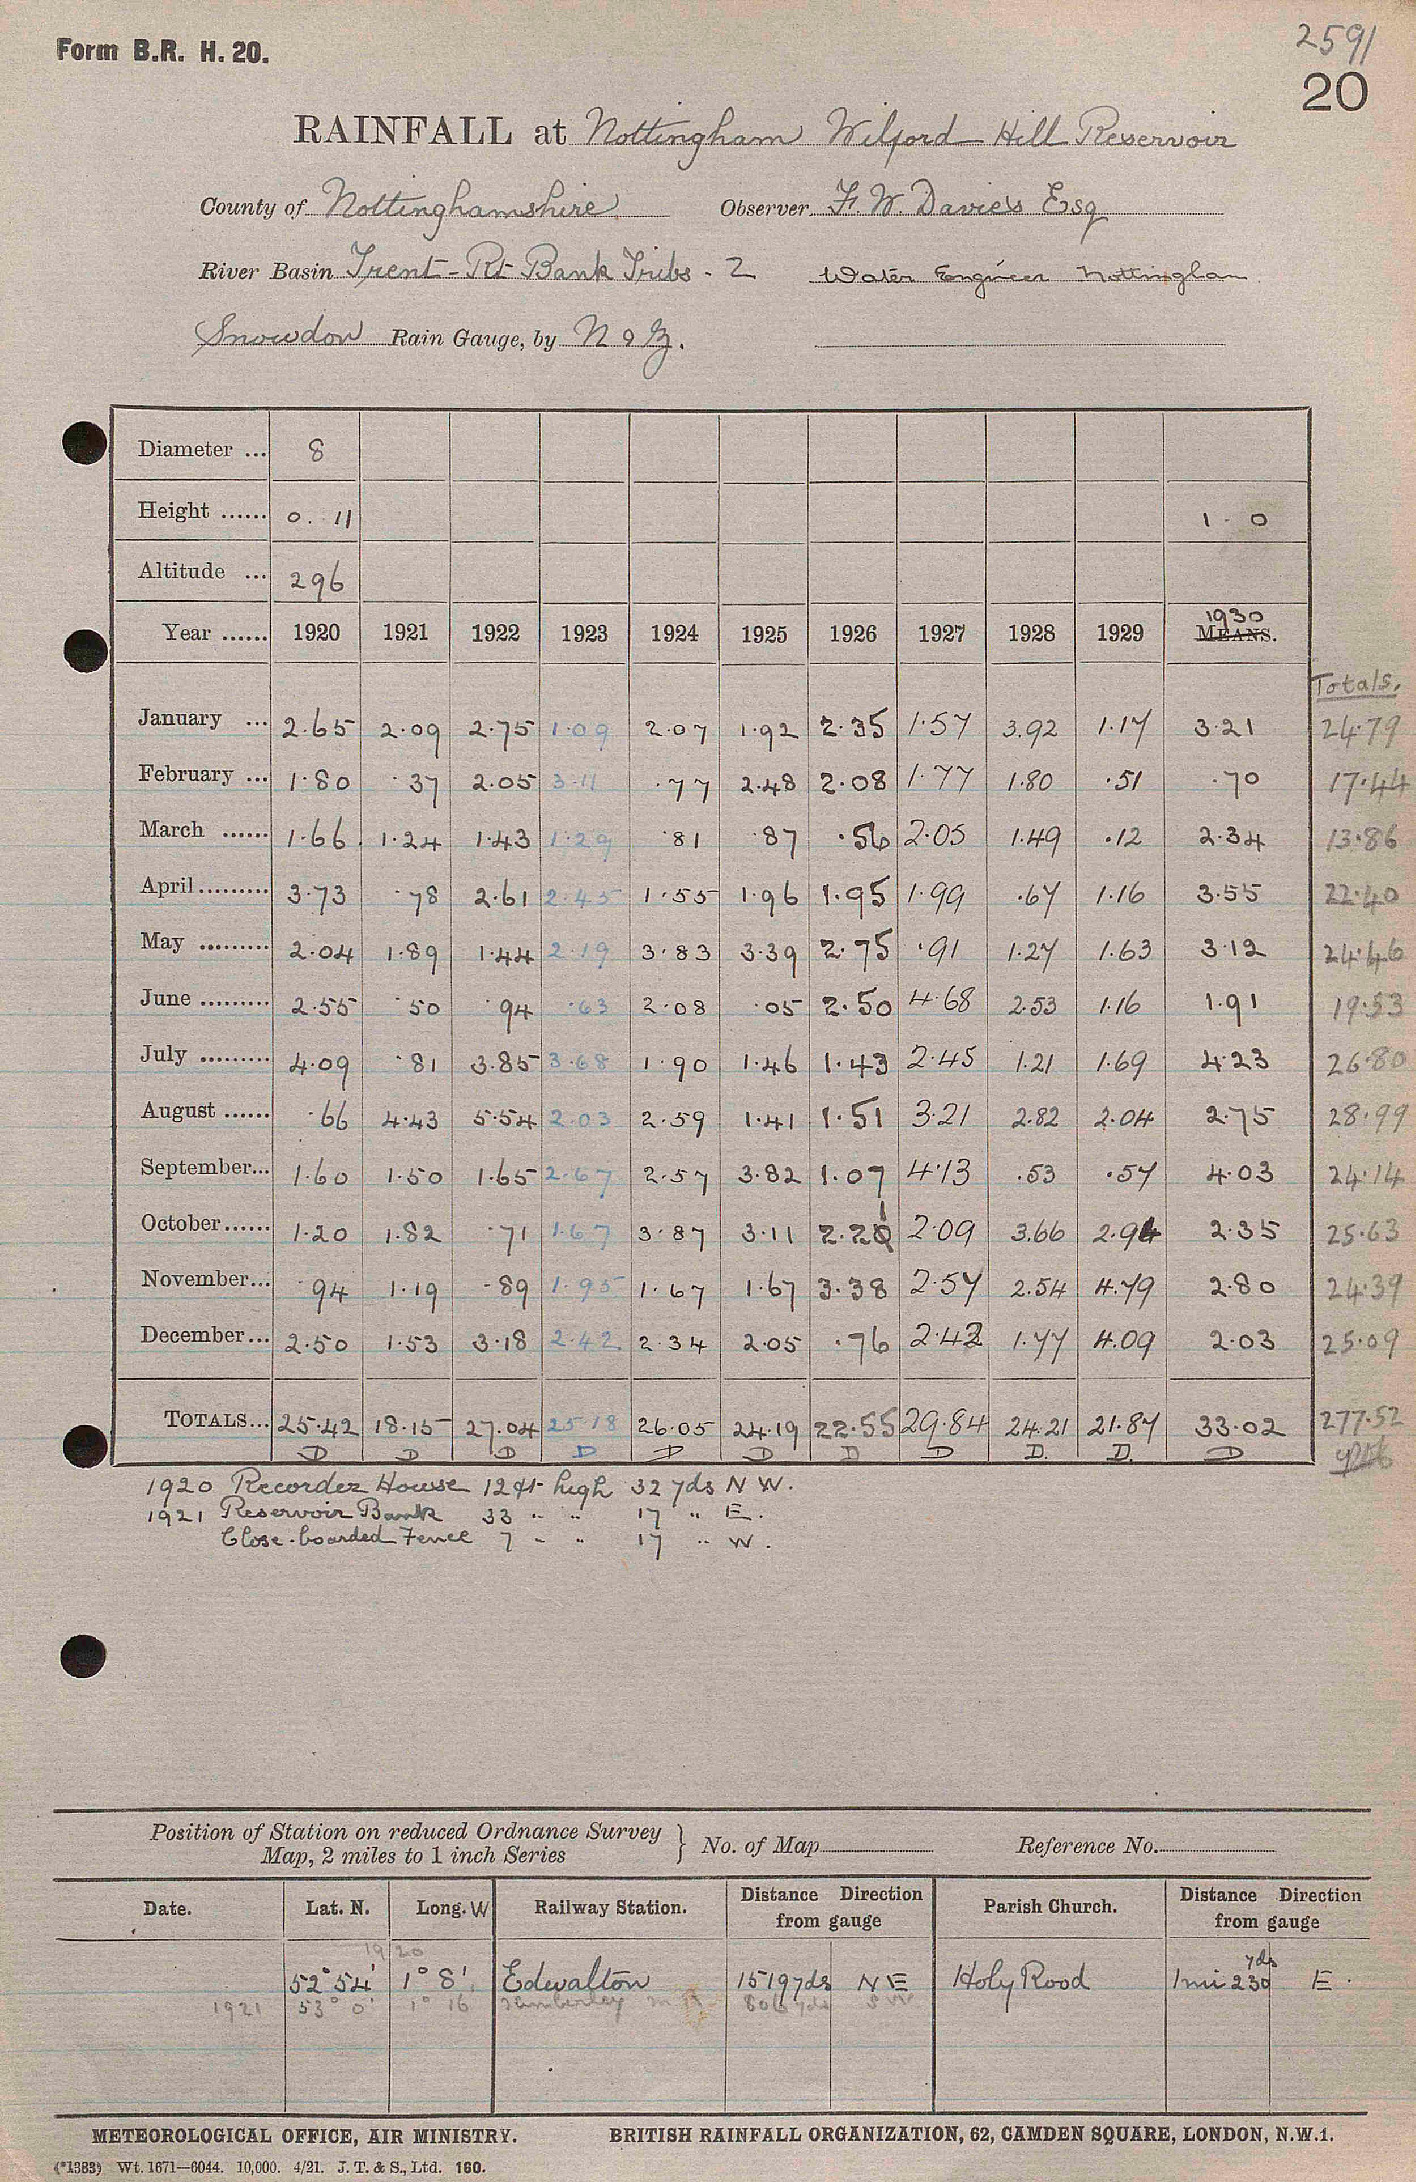 Form B.R. H. 20.
2591
20
RAINFALL at Nottingham Wilford Hill Reservoir
County of Nottinghamshire Observer F. W. Davies Esq
River Basin Trent - Rt Bank Tribs - 2 Water Engineer Nottingham
Snowdon Rain Gauge, by N & Z.
Diameter ... 8
Height ...... 0. 11 1 - 0
Altitude ... 296
Year ...... 1920 1921 1922 1923 1924 1925 1926 1927 1928 1929 1930 MEANS.
Totals.
January ... 2.65 2.09 2.75 1.09 2.07 1.92 2.35 1.57 3.92 1.17 3.21 24.79
February ... 1.80 .37 2.05 3.11 .77 2.48 2.08 1.77 1.80 .51 .70 17.44
March ...... 1.66 1.24 1.43 1.29 .81 .87 .56 2.05 1.49 .12 2.34 13.86
April ......... 3.73 .78 2.61 2.45 1.55 1.96 1.95 1.99 .67 1.16 3.55 22.40
May ......... 2.04 1.89 1.44 2.19 3.83 3.39 2.75 .91 1.27 1.63 3.12 24.46
June ......... 2.55 .50 .94 .63 2.08 .05 2.50 4.68 2.53 1.16 1.91 19.53
July ......... 4.09 .81 3.85 3.68 1.90 1.46 1.43 2.45 1.21 1.69 4.23 26.80
August ...... .66 4.43 5.54 2.03 2.59 1.41 1.51 3.21 2.82 2.04 2.75 28.99
September... 1.60 1.50 1.65 2.67 2.57 3.82 1.07 4.13 .53 .57 4.03 24.14
October...... 1.20 1.82 .71 1.67 3.87 3.11 2.21 2.09 3.66 2.94 2.35 25.63
November... .94 1.19 .89 1.95 1.67 1.67 3.38 2.57 2.54 4.79 2.80 24.39
December... 2.50 1.53 3.18 2.42 2.34 2.05 .76 2.42 1.77 4.09 2.03 25.09
TOTALS... 25.42 18.15 27.04 25.18 26.05 24.19 22.55 29.84 24.21 21.87 33.02 277.52
D D D D D D D D D. D. D
1920 Recorder House 12 ft high 32 yds N W.
1921 Reservoir Bank 33 " " 17 " E.
Close-boarded Fence 7 - " 17 " W.
Position of Station on reduced Ordnance Survey Map, 2 miles to 1 inch Series } No. of Map Reference No.
Date. Lat. N. Long. W Railway Station. Distance Direction from gauge Parish Church. Distance Direction from gauge
1920
52° 54' 1° 8' Edwalton 1519 yds N E Holy Rood 1 mi 230 yds E.
1921 53° 0' 1° 16 806 yds S W
METEOROLOGICAL OFFICE, AIR MINISTRY. BRITISH RAINFALL ORGANIZATION, 62, CAMDEN SQUARE, LONDON, N.W.1.
(*1383) Wt. 1671—6044. 10,000. 4/21. J. T. & S., Ltd. 160.